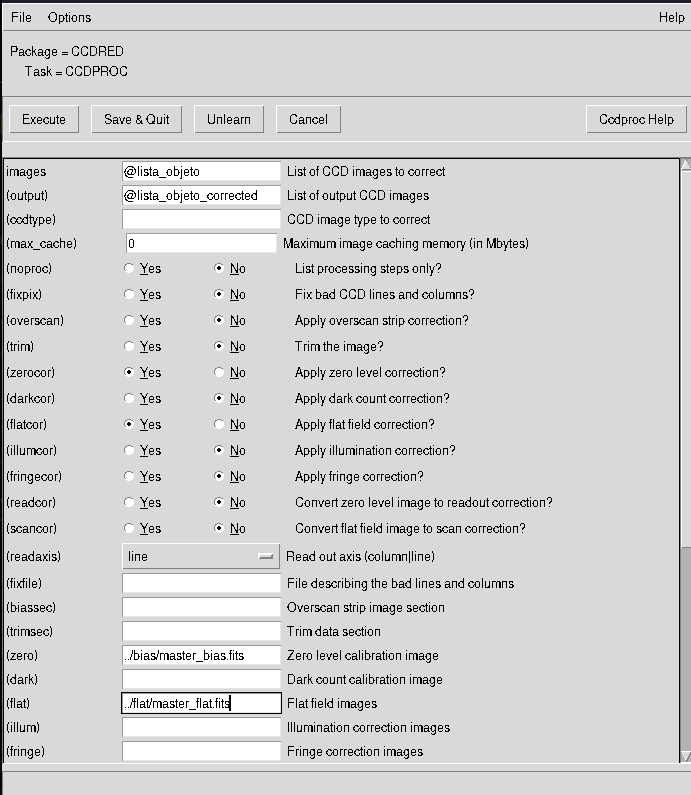 File Options Help
Package = CCDRED
Task = CCDPROC
Execute Save & Quit Unlearn Cancel Ccdproc Help
images @lista_objeto List of CCD images to correct
(output) @lista_objeto_corrected List of output CCD images
(ccdtype) CCD image type to correct
(max_cache) 0 Maximum image caching memory (in Mbytes)
(noproc) Yes No List processing steps only?
(fixpix) Yes No Fix bad CCD lines and columns?
(overscan) Yes No Apply overscan strip correction?
(trim) Yes No Trim the image?
(zerocor) Yes No Apply zero level correction?
(darkcor) Yes No Apply dark count correction?
(flatcor) Yes No Apply flat field correction?
(illumcor) Yes No Apply illumination correction?
(fringecor) Yes No Apply fringe correction?
(readcor) Yes No Convert zero level image to readout correction?
(scancor) Yes No Convert flat field image to scan correction?
(readaxis) line Read out axis (column|line)
(fixfile) File describing the bad lines and columns
(biassec) Overscan strip image section
(trimsec) Trim data section
(zero) ../bias/master_bias.fits Zero level calibration image
(dark) Dark count calibration image
(flat) ../flat/master_flat.fits Flat field images
(illum) Illumination correction images
(fringe) Fringe correction images